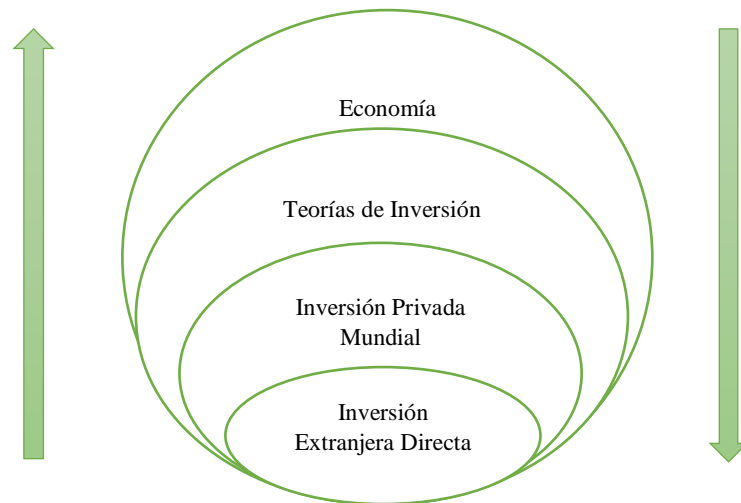 Economía
Teorías de Inversión
Inversión Privada
Mundial
Inversión
Extranjera Directa